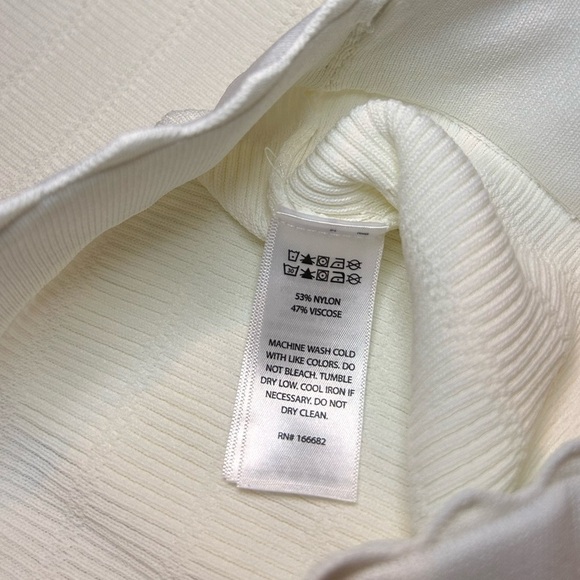 30
53% NYLON
47% VISCOSE
MACHINE WASH COLD
WITH LIKE COLORS. DO
NOT BLEACH. TUMBLE
DRY LOW. COOL IRON IF
NECESSARY. DO NOT
DRY CLEAN.
RN# 166682